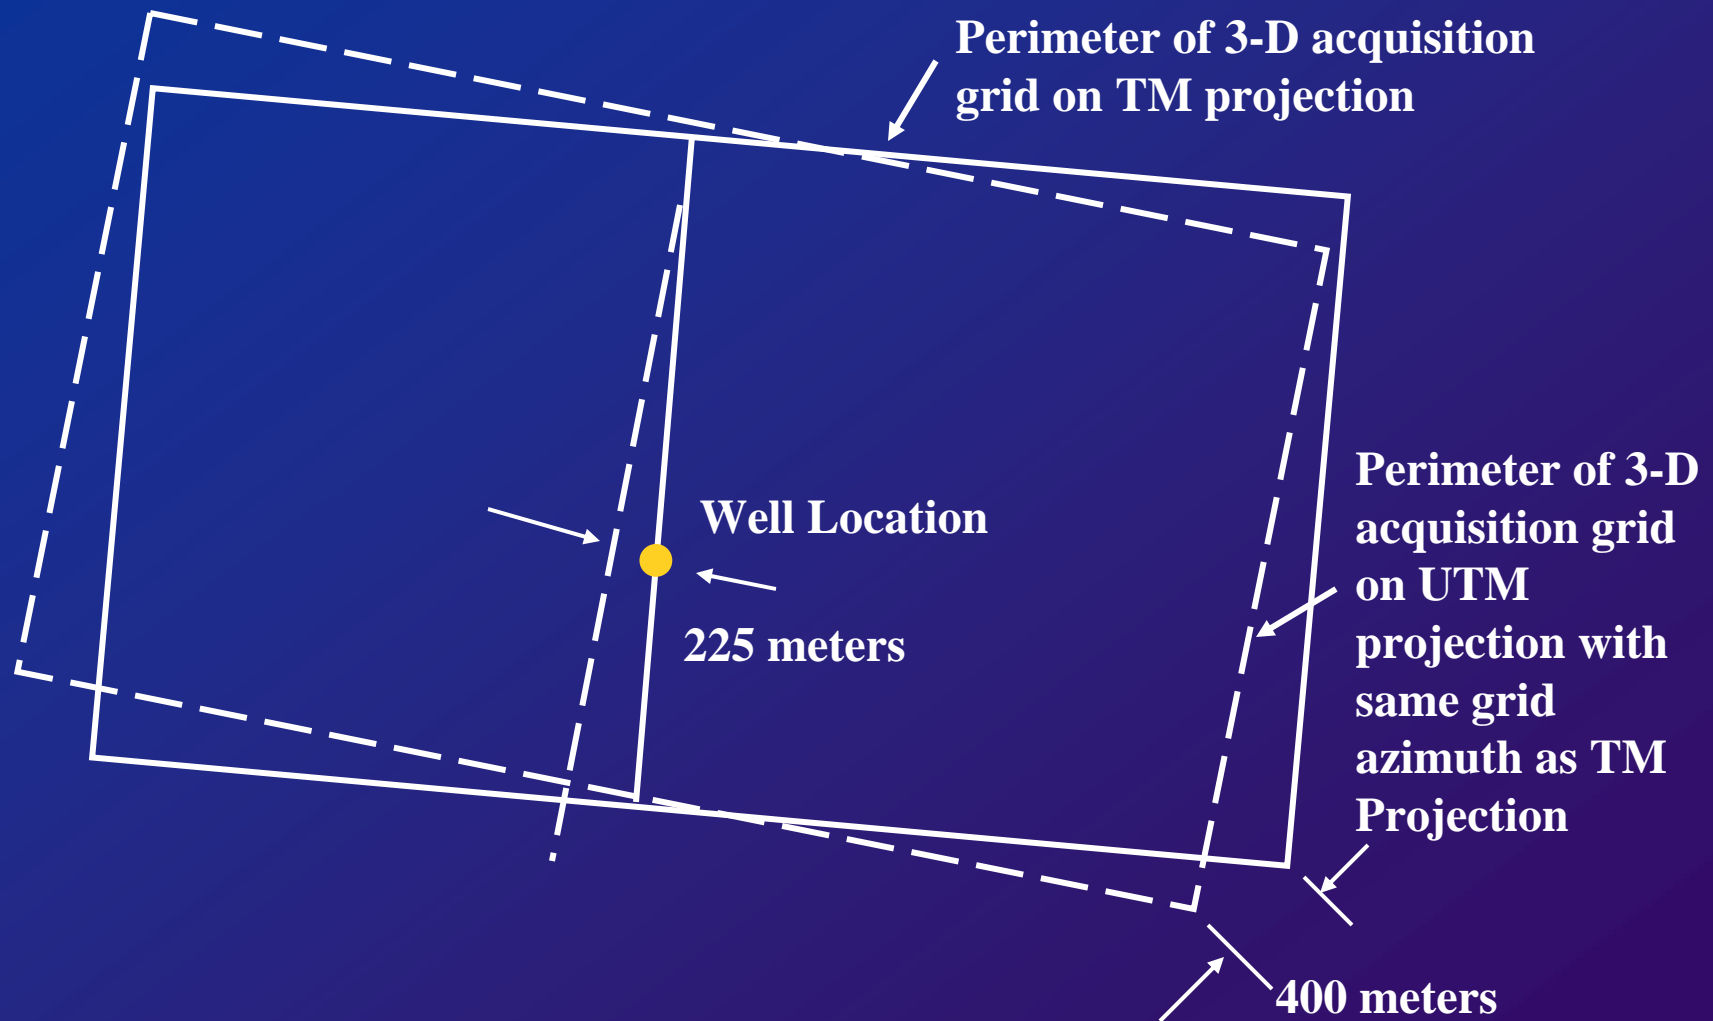 Perimeter of 3-D acquisition
grid on TM projection
Perimeter of 3-D
acquisition grid
on UTM
projection with
same grid
azimuth as TM
Projection
Well Location
225 meters
400 meters